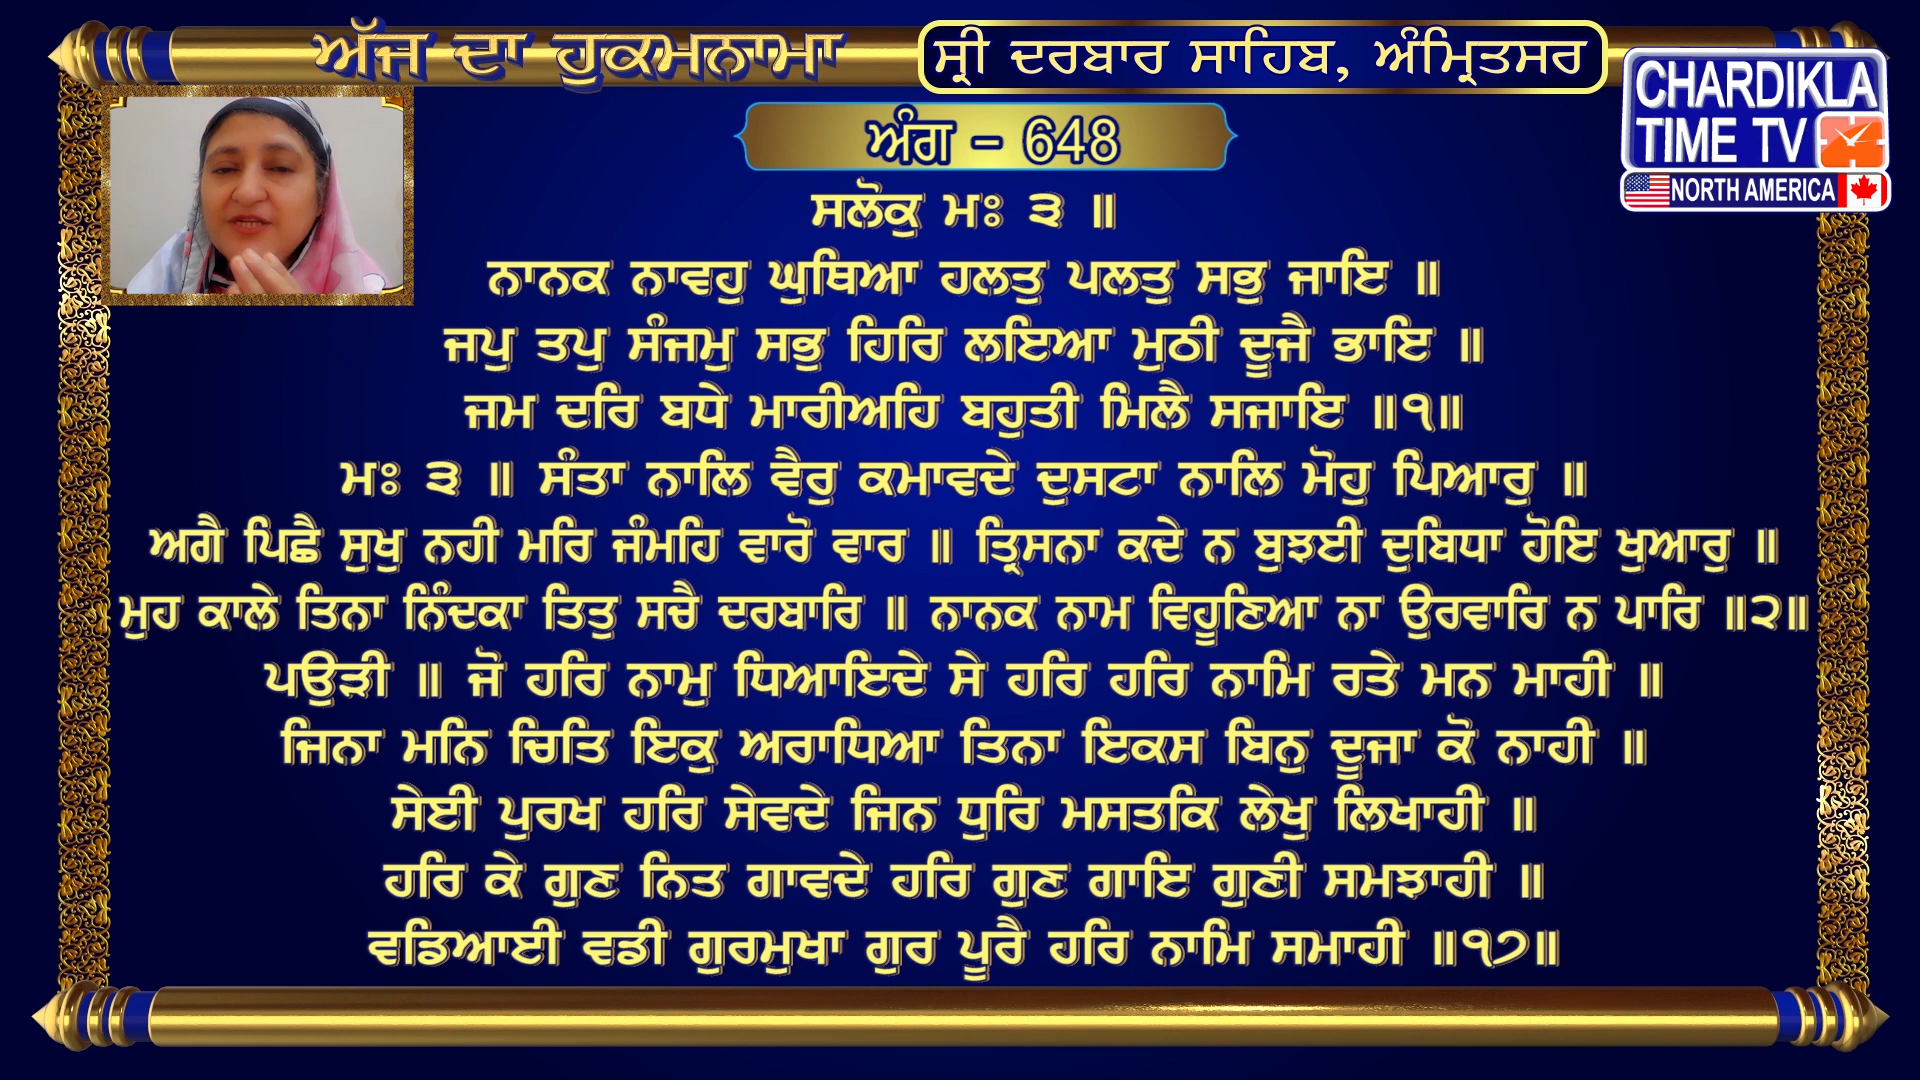 ਅੱਜ ਦਾ ਹੁਕਮਨਾਮਾ
ਸ੍ਰੀ ਦਰਬਾਰ ਸਾਹਿਬ, ਅੰਮ੍ਰਿਤਸਰ
CHARDIKLA
TIME TV
NORTH AMERICA
ਅੰਗ - 648
ਸਲੋਕੁ ਮਃ ੩ ॥
ਨਾਨਕ ਨਾਵਹੁ ਘੁਥਿਆ ਹਲਤੁ ਪਲਤੁ ਸਭੁ ਜਾਇ ॥
ਜਪੁ ਤਪੁ ਸੰਜਮੁ ਸਭੁ ਹਿਰਿ ਲਇਆ ਮੁਠੀ ਦੂਜੈ ਭਾਇ ॥
ਜਮ ਦਰਿ ਬਧੇ ਮਾਰੀਅਹਿ ਬਹੁਤੀ ਮਿਲੈ ਸਜਾਇ ॥੧॥
ਮਃ ੩ ॥ ਸੰਤਾ ਨਾਲਿ ਵੈਰੁ ਕਮਾਵਦੇ ਦੁਸਟਾ ਨਾਲਿ ਮੋਹੁ ਪਿਆਰੁ ॥
ਅਗੈ ਪਿਛੈ ਸੁਖੁ ਨਹੀ ਮਰਿ ਜੰਮਹਿ ਵਾਰੋ ਵਾਰ ॥ ਤ੍ਰਿਸਨਾ ਕਦੇ ਨ ਬੁਝਈ ਦੁਬਿਧਾ ਹੋਇ ਖੁਆਰੁ ॥
ਮੁਹ ਕਾਲੇ ਤਿਨਾ ਨਿੰਦਕਾ ਤਿਤੁ ਸਚੈ ਦਰਬਾਰਿ ॥ ਨਾਨਕ ਨਾਮ ਵਿਹੂਣਿਆ ਨਾ ਉਰਵਾਰਿ ਨ ਪਾਰਿ ॥੨॥
ਪਉੜੀ ॥ ਜੋ ਹਰਿ ਨਾਮੁ ਧਿਆਇਦੇ ਸੇ ਹਰਿ ਹਰਿ ਨਾਮਿ ਰਤੇ ਮਨ ਮਾਹੀ ॥
ਜਿਨਾ ਮਨਿ ਚਿਤਿ ਇਕੁ ਅਰਾਧਿਆ ਤਿਨਾ ਇਕਸ ਬਿਨੁ ਦੂਜਾ ਕੋ ਨਾਹੀ ॥
ਸੇਈ ਪੁਰਖ ਹਰਿ ਸੇਵਦੇ ਜਿਨ ਧੁਰਿ ਮਸਤਕਿ ਲੇਖੁ ਲਿਖਾਹੀ ॥
ਹਰਿ ਕੇ ਗੁਣ ਨਿਤ ਗਾਵਦੇ ਹਰਿ ਗੁਣ ਗਾਇ ਗੁਣੀ ਸਮਝਾਹੀ ॥
ਵਡਿਆਈ ਵਡੀ ਗੁਰਮੁਖਾ ਗੁਰ ਪੂਰੈ ਹਰਿ ਨਾਮਿ ਸਮਾਹੀ ॥੧੭॥